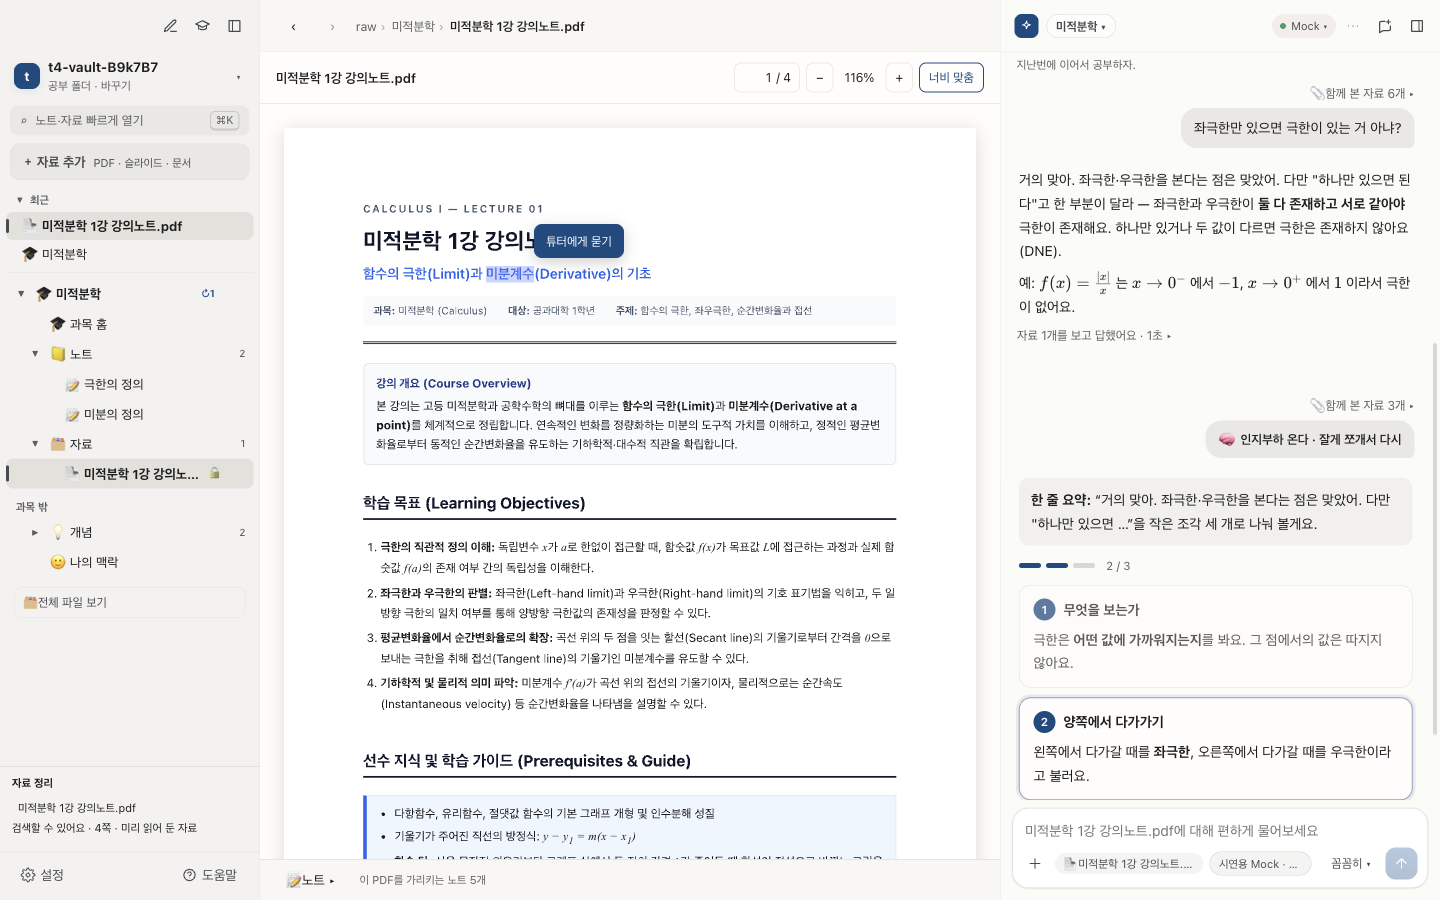 t
t4-vault-B9k7B7
공부 폴더 · 바꾸기
노트·자료 빠르게 열기 ⌘K
+ 자료 추가 PDF · 슬라이드 · 문서
최근
미적분학 1강 강의노트.pdf
미적분학
미적분학 1
과목 홈
노트 2
극한의 정의
미분의 정의
자료 1
미적분학 1강 강의노...
과목 밖
개념 2
나의 맥락
전체 파일 보기
자료 정리
미적분학 1강 강의노트.pdf
검색할 수 있어요 · 4쪽 · 미리 읽어 둔 자료
설정
도움말
raw › 미적분학 › 미적분학 1강 강의노트.pdf
미적분학 1강 강의노트.pdf
1 / 4 − 116% + 너비 맞춤
CALCULUS I — LECTURE 01
미적분학 1강 강의노
튜터에게 묻기
함수의 극한(Limit)과 미분계수(Derivative)의 기초
과목: 미적분학 (Calculus) 대상: 공과대학 1학년 주제: 함수의 극한, 좌우극한, 순간변화율과 접선
강의 개요 (Course Overview)
본 강의는 고등 미적분학과 공학수학의 뼈대를 이루는 함수의 극한(Limit)과 미분계수(Derivative at a
point)를 체계적으로 정립합니다. 연속적인 변화를 정량화하는 미분의 도구적 가치를 이해하고, 정적인 평균변
화율로부터 동적인 순간변화율을 유도하는 기하학적·대수적 직관을 확립합니다.
학습 목표 (Learning Objectives)
1. 극한의 직관적 정의 이해: 독립변수 x가 a로 한없이 접근할 때, 함숫값 f(x)가 목표값 L에 접근하는 과정과 실제 함
숫값 f(a)의 존재 여부 간의 독립성을 이해한다.
2. 좌극한과 우극한의 판별: 좌극한(Left-hand limit)과 우극한(Right-hand limit)의 기호 표기법을 익히고, 두 일
방향 극한의 일치 여부를 통해 양방향 극한값의 존재성을 판정할 수 있다.
3. 평균변화율에서 순간변화율로의 확장: 곡선 위의 두 점을 잇는 할선(Secant line)의 기울기로부터 간격을 0으로
보내는 극한을 취해 접선(Tangent line)의 기울기인 미분계수를 유도할 수 있다.
4. 기하학적 및 물리적 의미 파악: 미분계수 f′(a)가 곡선 위의 접선의 기울기이자, 물리적으로는 순간속도
(Instantaneous velocity) 등 순간변화율을 나타냄을 설명할 수 있다.
선수 지식 및 학습 가이드 (Prerequisites & Guide)
• 다항함수, 유리함수, 절댓값 함수의 기본 그래프 개형 및 인수분해 성질
• 기울기가 주어진 직선의 방정식: y − y₁ = m(x − x₁)
노트 이 PDF를 가리키는 노트 5개
미적분학
Mock
지난번에 이어서 공부하자.
함께 본 자료 6개
좌극한만 있으면 극한이 있는 거 아냐?
거의 맞아. 좌극한·우극한을 본다는 점은 맞았어. 다만 "하나만 있으면 된
다"고 한 부분이 달라 — 좌극한과 우극한이 둘 다 존재하고 서로 같아야
극한이 존재해요. 하나만 있거나 두 값이 다르면 극한은 존재하지 않아요
(DNE).
예: f(x) = |x|/x 는 x → 0⁻ 에서 −1, x → 0⁺ 에서 1 이라서 극한
이 없어요.
자료 1개를 보고 답했어요 · 1초
함께 본 자료 3개
인지부하 온다 · 잘게 쪼개서 다시
한 줄 요약: “거의 맞아. 좌극한·우극한을 본다는 점은 맞았어. 다만
"하나만 있으면 …”을 작은 조각 세 개로 나눠 볼게요.
2 / 3
1 무엇을 보는가
극한은 어떤 값에 가까워지는지를 봐요. 그 점에서의 값은 따지지
않아요.
2 양쪽에서 다가가기
왼쪽에서 다가갈 때를 좌극한, 오른쪽에서 다가갈 때를 우극한이라
고 불러요.
미적분학 1강 강의노트.pdf에 대해 편하게 물어보세요
미적분학 1강 강의노트.... 시연용 Mock · ... 꼼꼼히